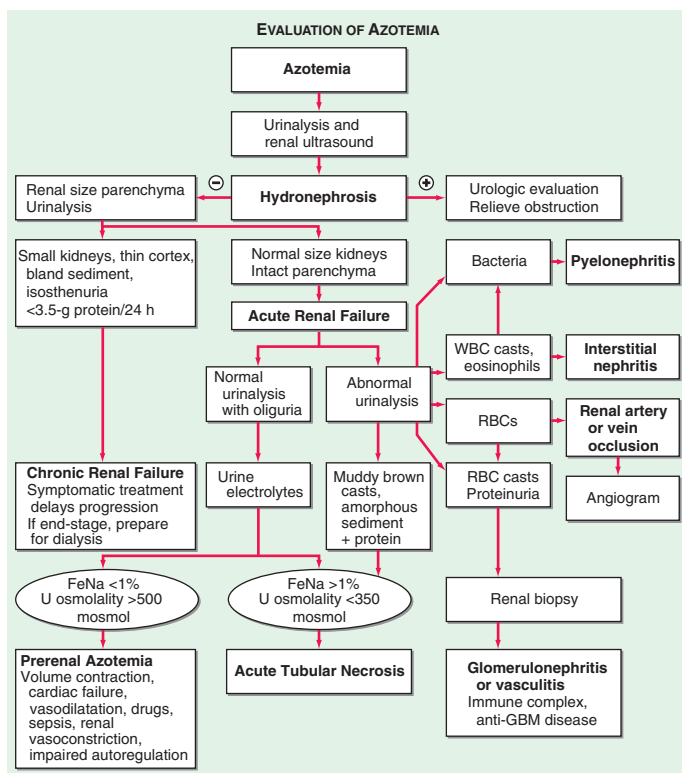 EVALUATION OF AZOTEMIA
Azotemia
Urinalysis and
renal ultrasound
Renal size parenchyma
Urinalysis
−
Hydronephrosis
+
Urologic evaluation
Relieve obstruction
Small kidneys, thin cortex,
bland sediment,
isosthenuria
<3.5-g protein/24 h
Normal size kidneys
Intact parenchyma
Bacteria
Pyelonephritis
Acute Renal Failure
WBC casts,
eosinophils
Interstitial
nephritis
Normal
urinalysis
with oliguria
Abnormal
urinalysis
RBCs
Renal artery
or vein
occlusion
Chronic Renal Failure
Symptomatic treatment
delays progression
If end-stage, prepare
for dialysis
Urine
electrolytes
Muddy brown
casts,
amorphous
sediment
+ protein
RBC casts
Proteinuria
Angiogram
FeNa <1%
U osmolality >500
mosmol
FeNa >1%
U osmolality <350
mosmol
Renal biopsy
Prerenal Azotemia
Volume contraction,
cardiac failure,
vasodilatation, drugs,
sepsis, renal
vasoconstriction,
impaired autoregulation
Acute Tubular Necrosis
Glomerulonephritis
or vasculitis
Immune complex,
anti-GBM disease